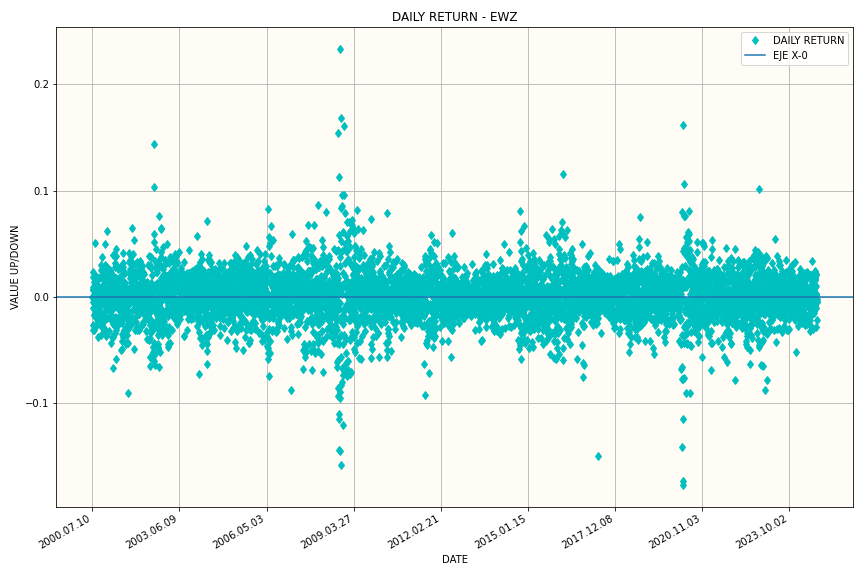 DAILY RETURN - EWZ
DAILY RETURN
EJE X-0
VALUE UP/DOWN
0.2
0.1
0.0
−0.1
2000.07.10
2003.06.09
2006.05.03
2009.03.27
2012.02.21
2015.01.15
2017.12.08
2020.11.03
2023.10.02
DATE